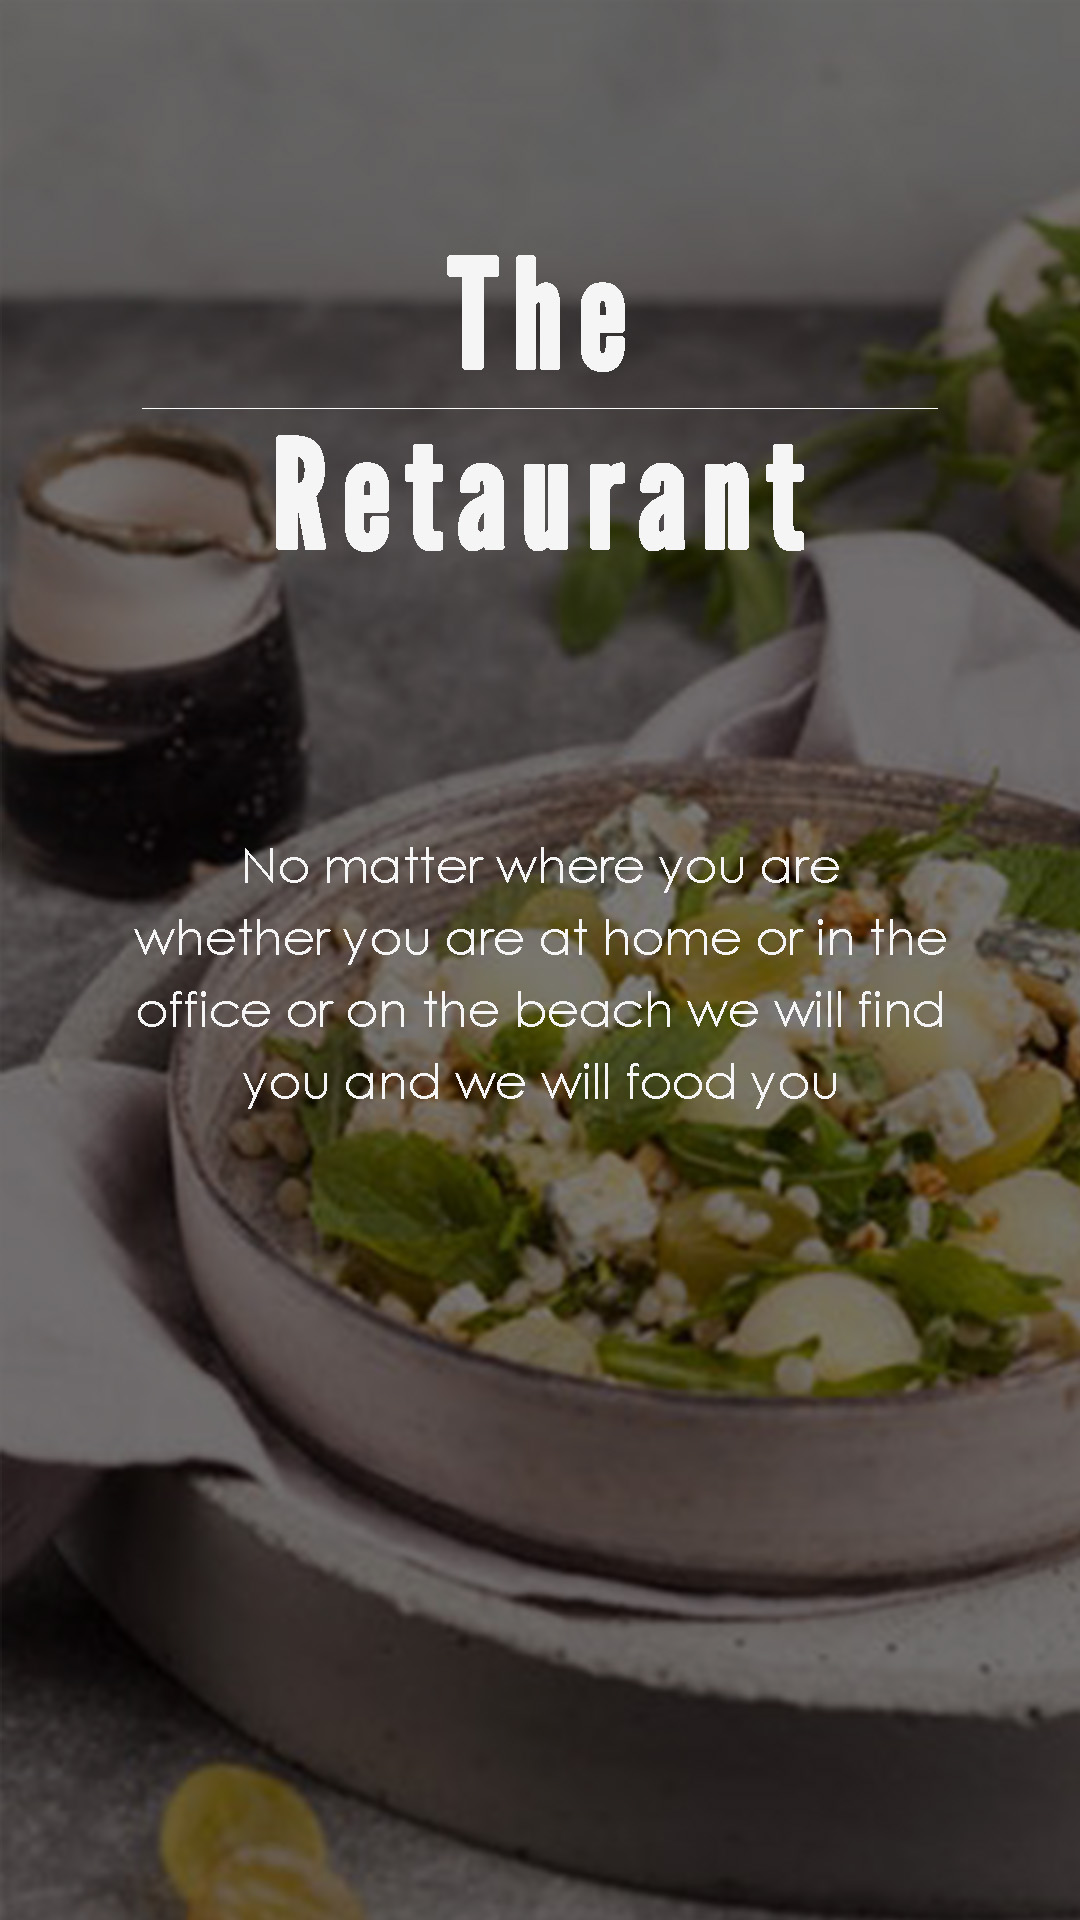 The
Retaurant
No matter where you are
whether you are at home or in the
office or on the beach we will find
you and we will food you